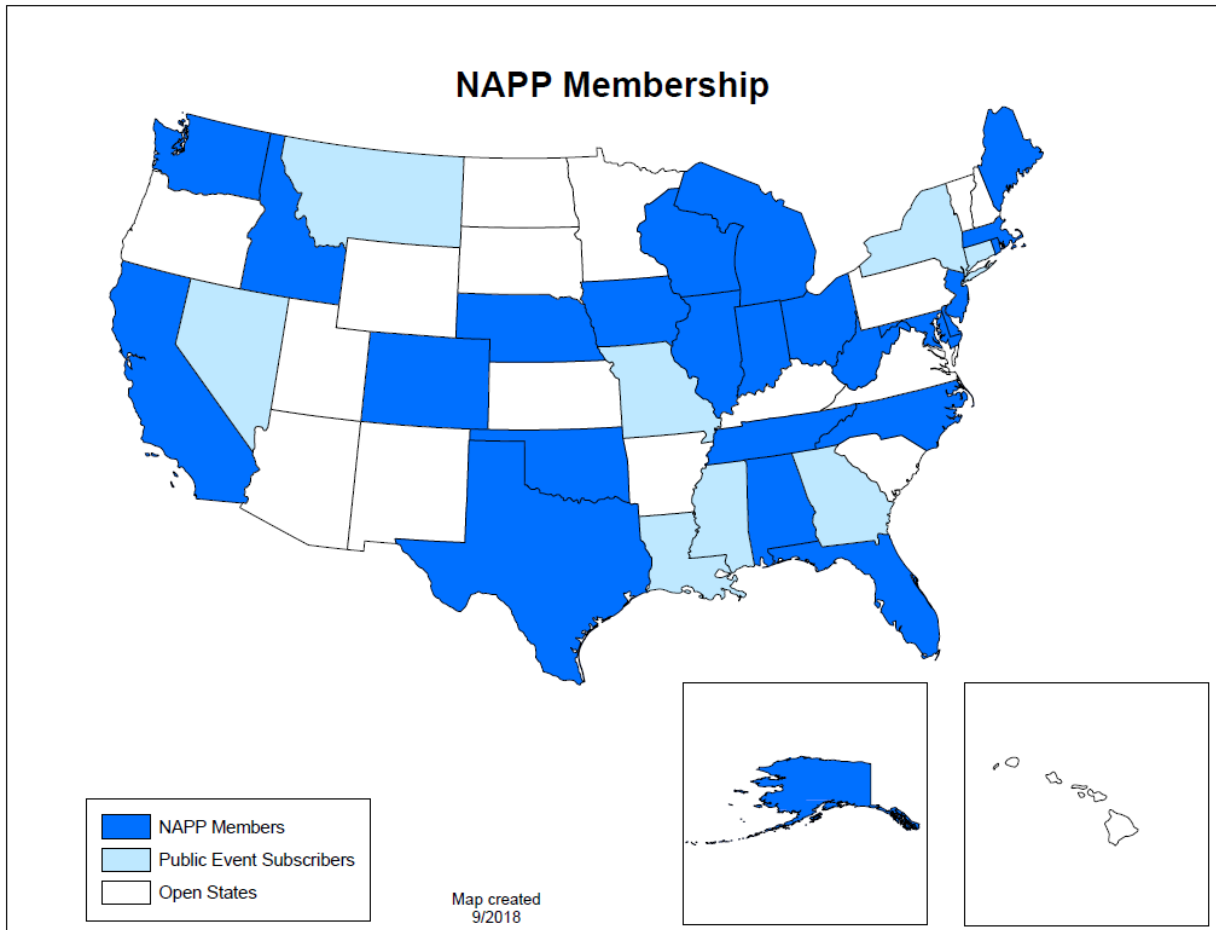 NAPP Membership
NAPP Members
Public Event Subscribers
Open States
Map created
9/2018